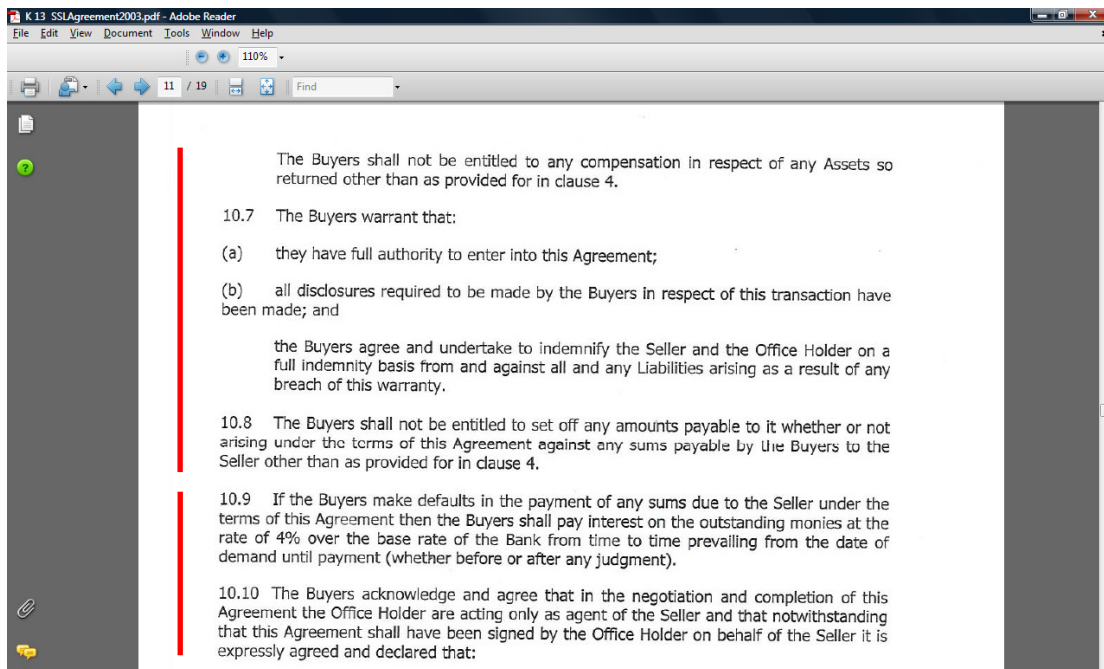 K 13 SSLAgreement2003.pdf - Adobe Reader
File Edit View Document Tools Window Help
110%
11 / 19 Find
The Buyers shall not be entitled to any compensation in respect of any Assets so
returned other than as provided for in clause 4.
10.7 The Buyers warrant that:
(a) they have full authority to enter into this Agreement;
(b) all disclosures required to be made by the Buyers in respect of this transaction have
been made; and
the Buyers agree and undertake to indemnify the Seller and the Office Holder on a
full indemnity basis from and against all and any Liabilities arising as a result of any
breach of this warranty.
10.8 The Buyers shall not be entitled to set off any amounts payable to it whether or not
arising under the terms of this Agreement against any sums payable by the Buyers to the
Seller other than as provided for in clause 4.
10.9 If the Buyers make defaults in the payment of any sums due to the Seller under the
terms of this Agreement then the Buyers shall pay interest on the outstanding monies at the
rate of 4% over the base rate of the Bank from time to time prevailing from the date of
demand until payment (whether before or after any judgment).
10.10 The Buyers acknowledge and agree that in the negotiation and completion of this
Agreement the Office Holder are acting only as agent of the Seller and that notwithstanding
that this Agreement shall have been signed by the Office Holder on behalf of the Seller it is
expressly agreed and declared that: